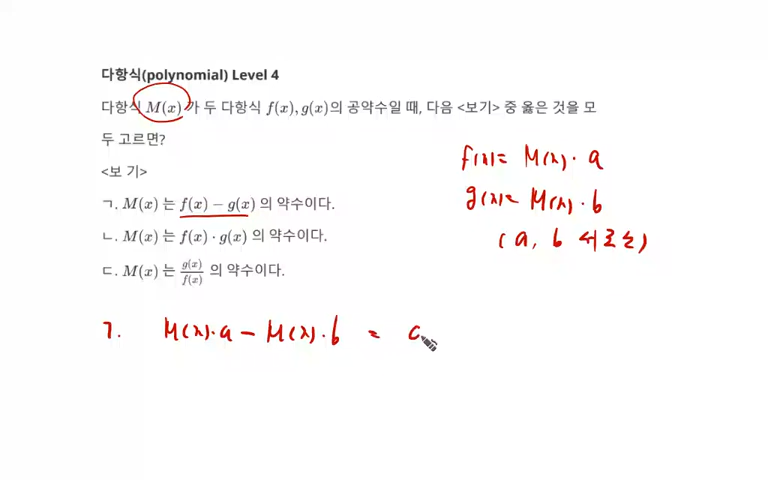 다항식(polynomial) Level 4
다항식 M(x) 가 두 다항식 f(x), g(x)의 공약수일 때, 다음 <보기> 중 옳은 것을 모
두 고르면?
<보 기>
ㄱ. M(x) 는 f(x) − g(x) 의 약수이다.
ㄴ. M(x) 는 f(x) · g(x) 의 약수이다.
ㄷ. M(x) 는 g(x)/f(x) 의 약수이다.
f(x)= M(x)· a
g(x)= M(x)· b
( a, b 서로소)
ㄱ. M(x)·a − M(x)·b =